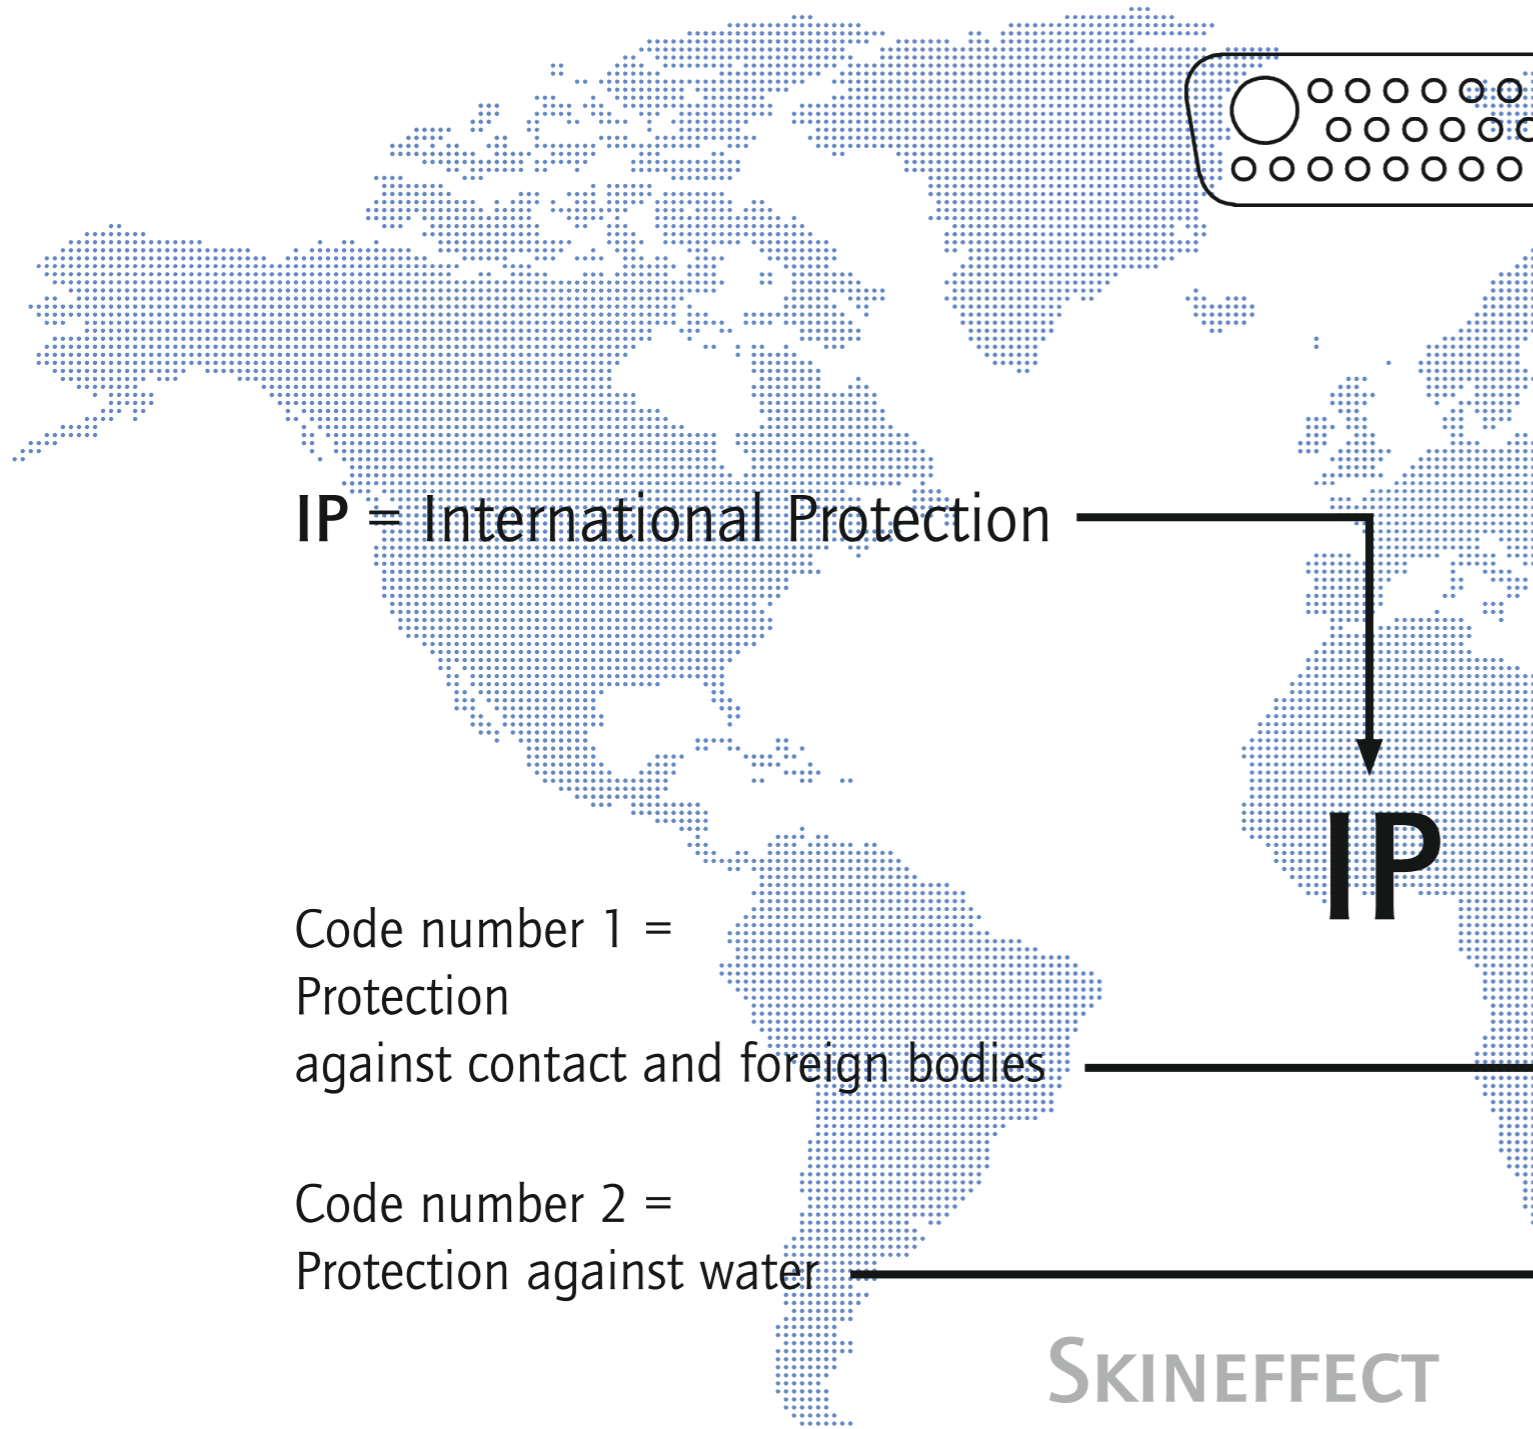 IP = International Protection
IP
Code number 1 =
Protection
against contact and foreign bodies
Code number 2 =
Protection against water
SKINEFFECT